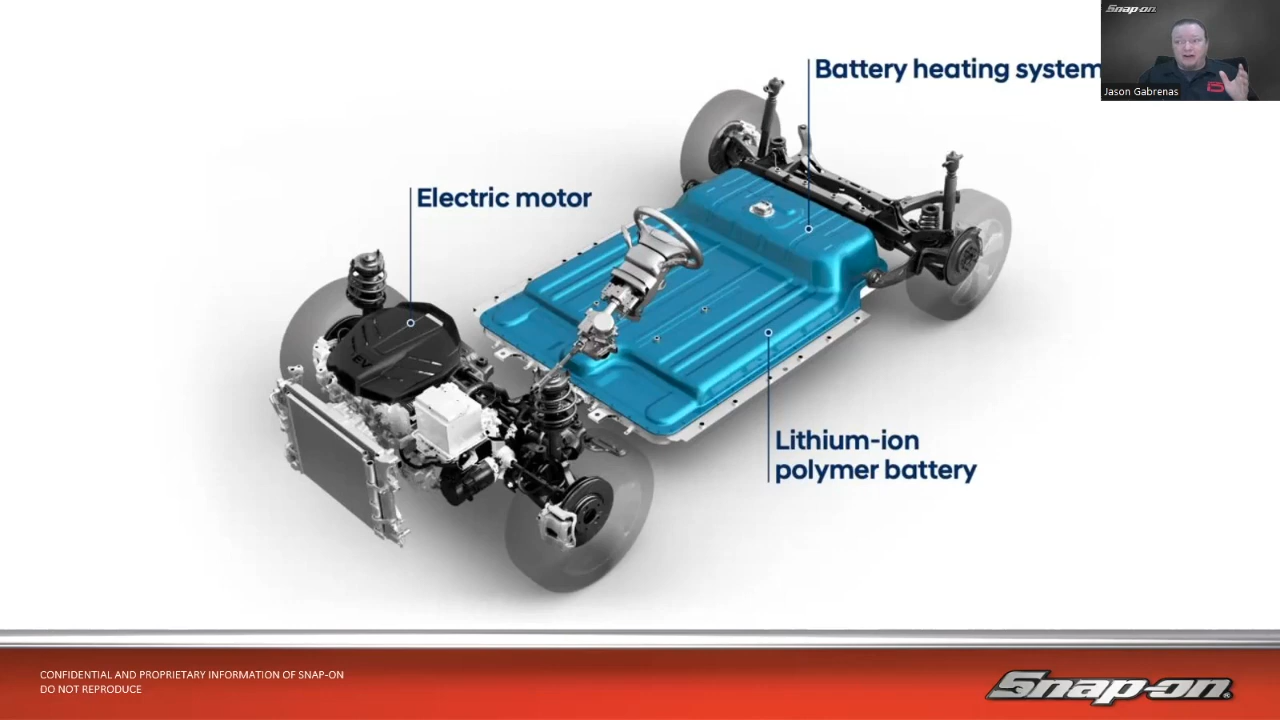 Snap-on
Battery heating system
Jason Gabrenas
Electric motor
EV
Lithium-ion
polymer battery
CONFIDENTIAL AND PROPRIETARY INFORMATION OF SNAP-ON
DO NOT REPRODUCE
Snap-on